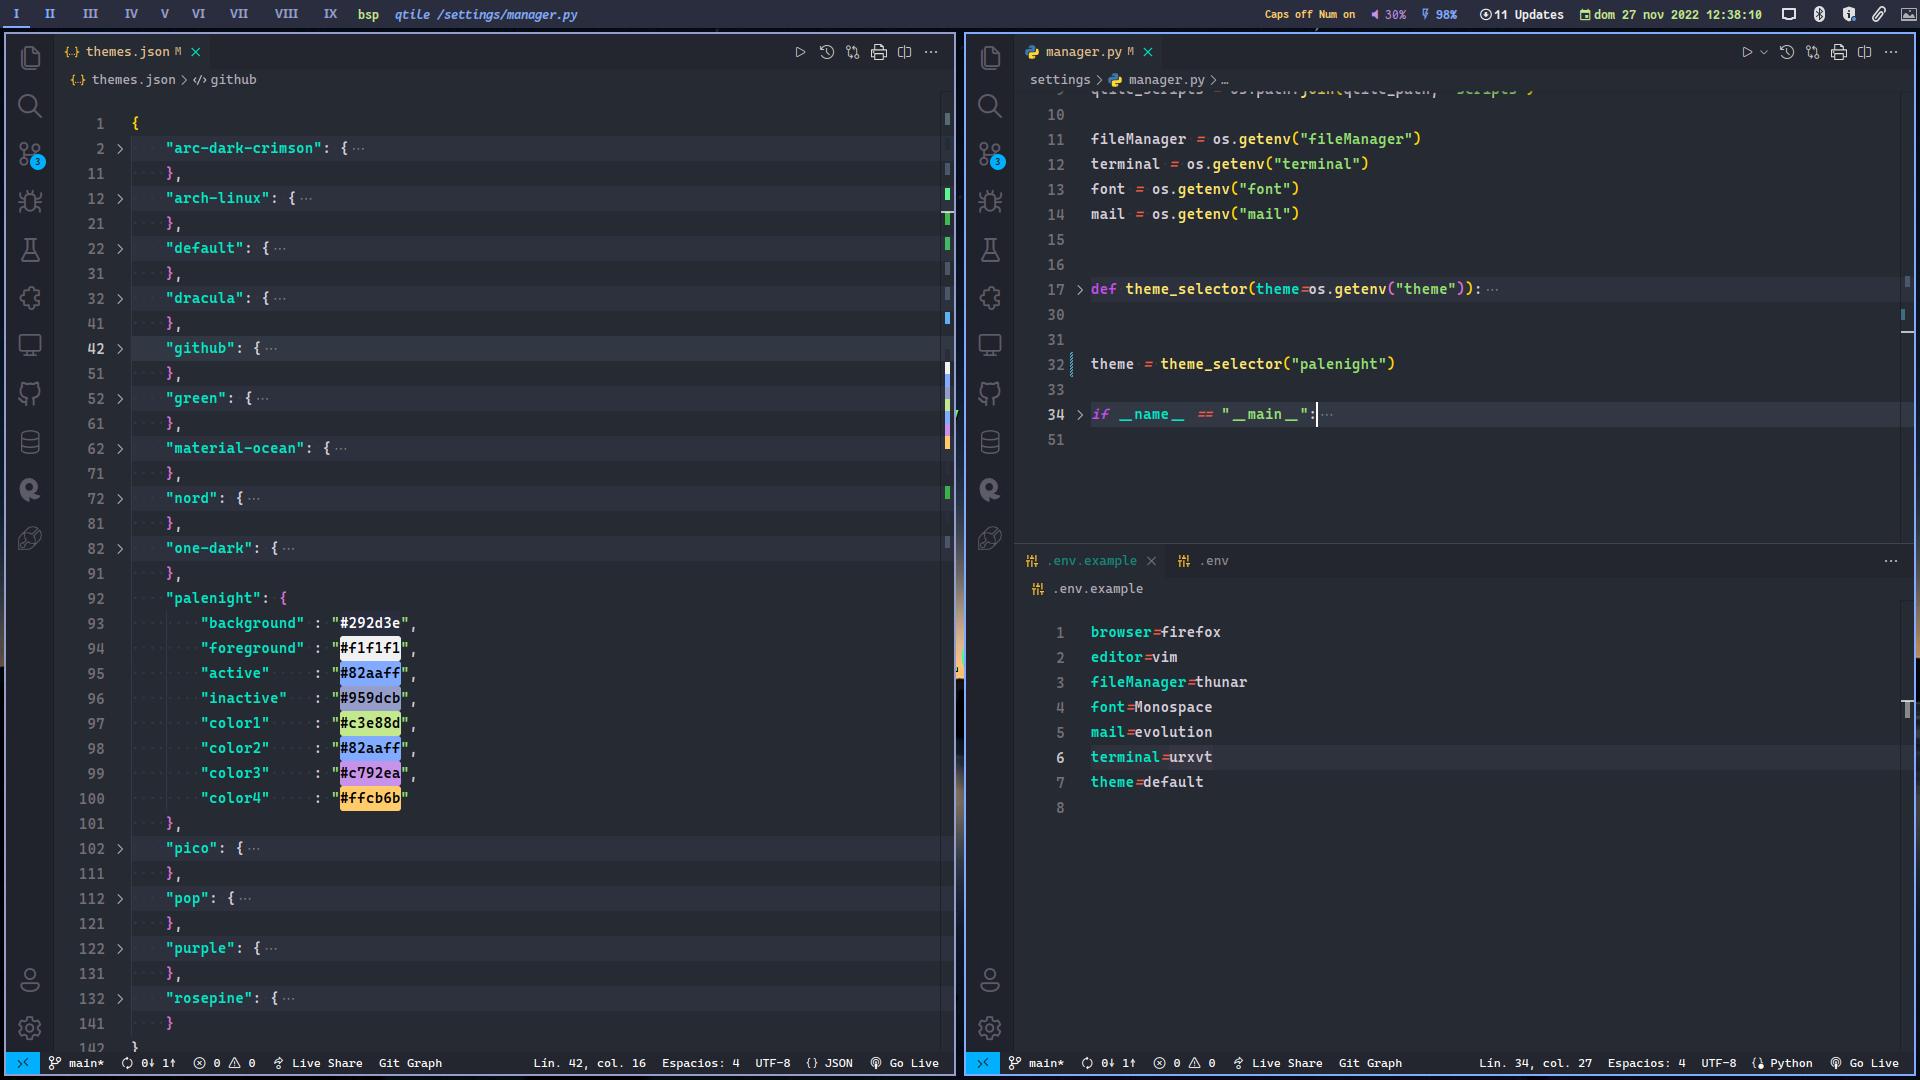 I II III IV V VI VII VIII IX bsp qtile /settings/manager.py Caps off Num on 30% 98% 11 Updates dom 27 nov 2022 12:38:10
{..} themes.json M
{..} themes.json > </> github
1 {
2 > "arc-dark-crimson": { ···
11 },
12 > "arch-linux": { ···
21 },
22 > "default": { ···
31 },
32 > "dracula": { ···
41 },
42 > "github": { ···
51 },
52 > "green": { ···
61 },
62 > "material-ocean": { ···
71 },
72 > "nord": { ···
81 },
82 > "one-dark": { ···
91 },
92 "palenight": {
93 "background" : "#292d3e",
94 "foreground" : "#f1f1f1",
95 "active" : "#82aaff",
96 "inactive" : "#959dcb",
97 "color1" : "#c3e88d",
98 "color2" : "#82aaff",
99 "color3" : "#c792ea",
100 "color4" : "#ffcb6b"
101 },
102 > "pico": { ···
111 },
112 > "pop": { ···
121 },
122 > "purple": { ···
131 },
132 > "rosepine": { ···
141 }
142 }
3
main* 0↓ 1↑ 0 0 Live Share Git Graph Lín. 42, col. 16 Espacios: 4 UTF-8 {} JSON Go Live
manager.py M
settings > manager.py > …
9 qtile_scripts = os.path.join(qtile_path, "scripts")
10
11 fileManager = os.getenv("fileManager")
12 terminal = os.getenv("terminal")
13 font = os.getenv("font")
14 mail = os.getenv("mail")
15
16
17 > def theme_selector(theme=os.getenv("theme")): ···
30
31
32 theme = theme_selector("palenight")
33
34 > if __name__ == "__main__": ···
51
.env.example .env
.env.example
1 browser=firefox
2 editor=vim
3 fileManager=thunar
4 font=Monospace
5 mail=evolution
6 terminal=urxvt
7 theme=default
8
3
main* 0↓ 1↑ 0 0 Live Share Git Graph Lín. 34, col. 27 Espacios: 4 UTF-8 Python Go Live